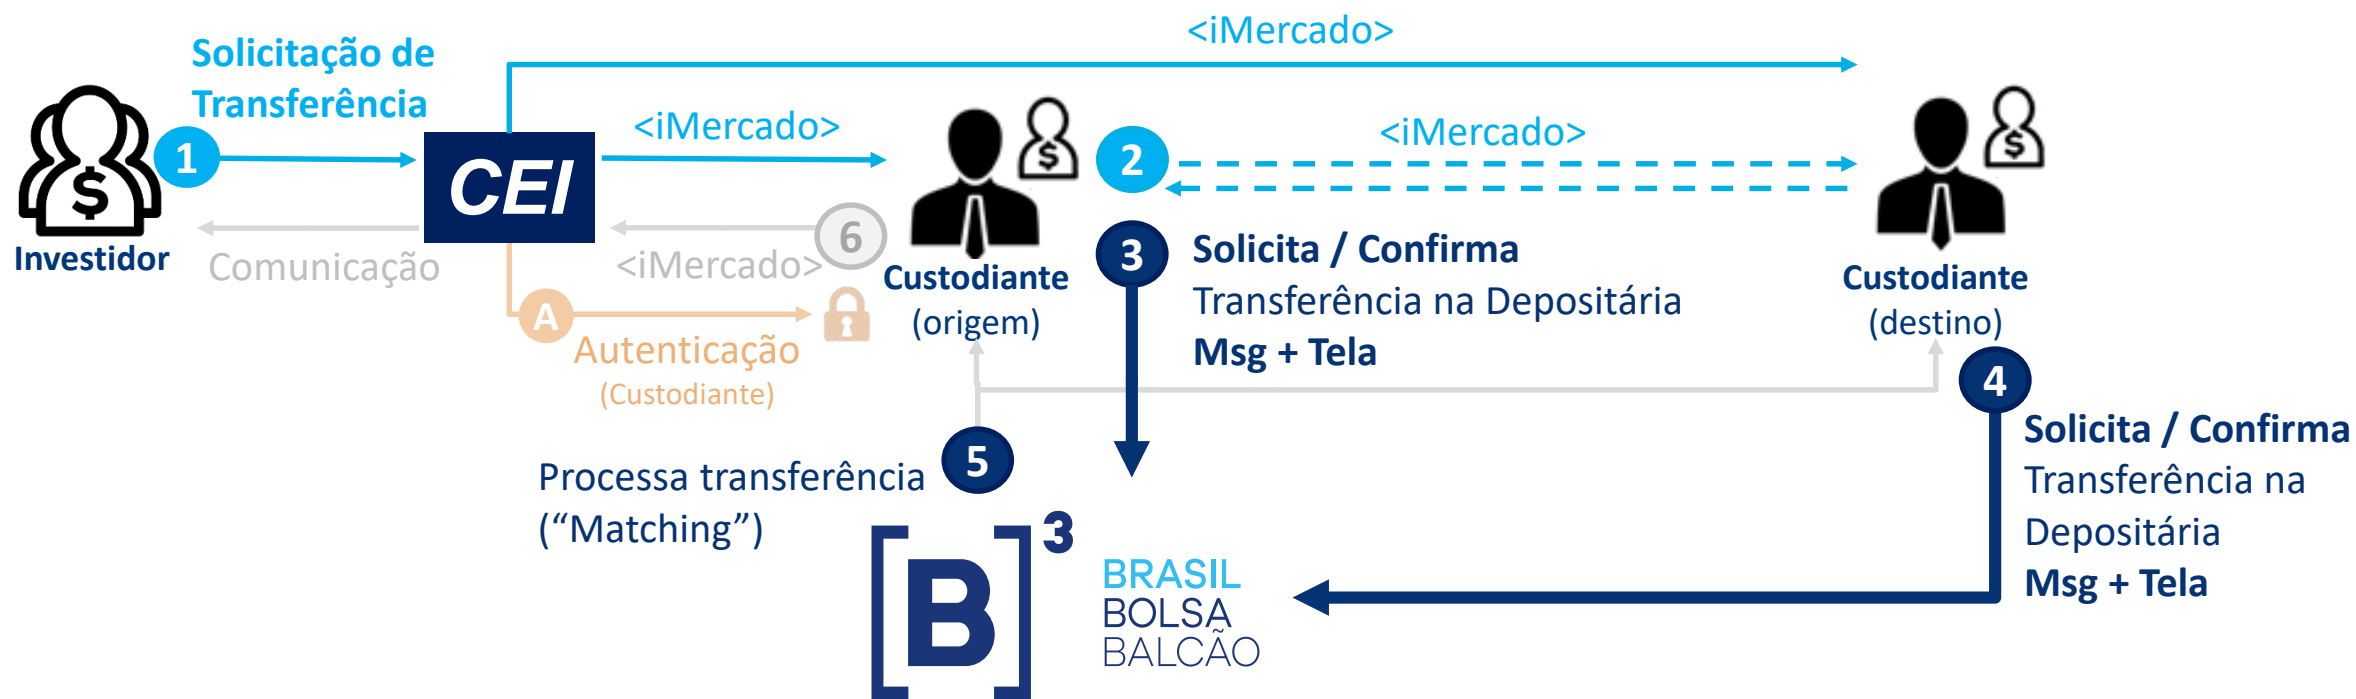 <iMercado>
Solicitação de
Transferência
<iMercado>
<iMercado>
1
CEI
2
$
$
$
6
3
Solicita / Confirma
Investidor
Comunicação
<iMercado>
Custodiante
(origem)
Transferência na Depositária
Msg + Tela
Custodiante
(destino)
A
Autenticação
(Custodiante)
4
Solicita / Confirma
Transferência na
Depositária
Msg + Tela
5
Processa transferência
(“Matching”)
[B]³
BRASIL
BOLSA
BALCÃO